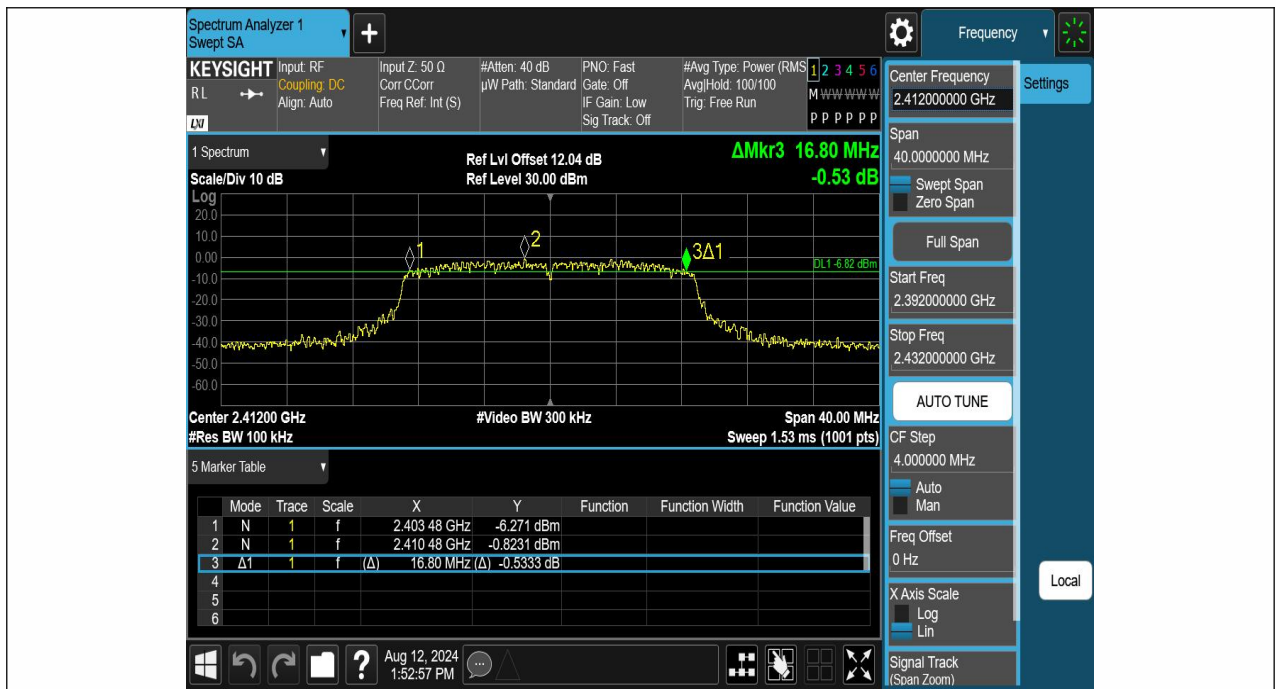 Spectrum Analyzer 1
Swept SA
+
Frequency
KEYSIGHT
RL
LXI
Input: RF
Coupling: DC
Align: Auto
Input Z: 50 Ω
Corr CCorr
Freq Ref: Int (S)
#Atten: 40 dB
µW Path: Standard
PNO: Fast
Gate: Off
IF Gain: Low
Sig Track: Off
#Avg Type: Power (RMS
Avg|Hold: 100/100
Trig: Free Run
1 2 3 4 5 6
M W W W W W
P P P P P P
1 Spectrum
Scale/Div 10 dB
Ref Lvl Offset 12.04 dB
Ref Level 30.00 dBm
ΔMkr3 16.80 MHz
-0.53 dB
Log
20.0
10.0
0.00
-10.0
-20.0
-30.0
-40.0
-50.0
-60.0
1
2
3Δ1
DL1 -6.82 dBm
Center 2.41200 GHz
#Video BW 300 kHz
Span 40.00 MHz
#Res BW 100 kHz
Sweep 1.53 ms (1001 pts)
5 Marker Table
Mode Trace Scale X Y Function Function Width Function Value
1 N 1 f 2.403 48 GHz -6.271 dBm
2 N 1 f 2.410 48 GHz -0.8231 dBm
3 Δ1 1 f (Δ) 16.80 MHz (Δ) -0.5333 dB
4
5
6
Aug 12, 2024
1:52:57 PM
?
Settings
Center Frequency
2.412000000 GHz
Span
40.0000000 MHz
Swept Span
Zero Span
Full Span
Start Freq
2.392000000 GHz
Stop Freq
2.432000000 GHz
AUTO TUNE
CF Step
4.000000 MHz
Auto
Man
Freq Offset
0 Hz
X Axis Scale
Log
Lin
Signal Track
(Span Zoom)
Local